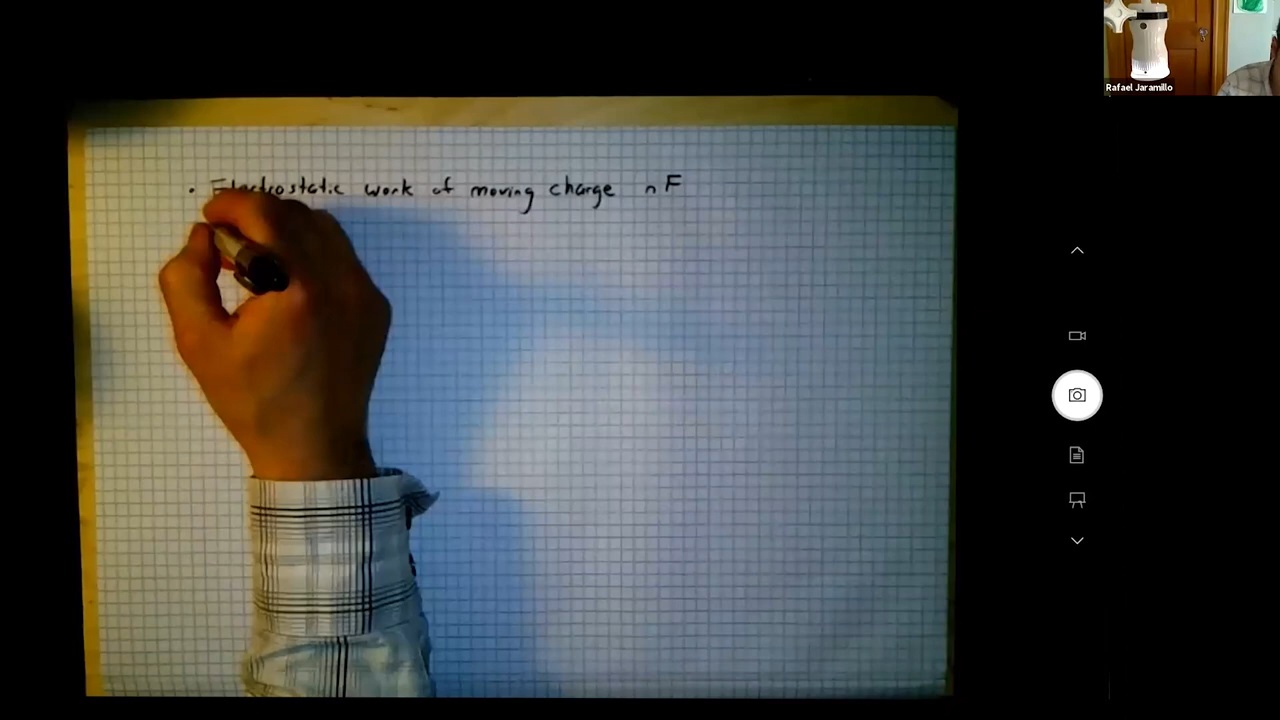 Rafael Jaramillo
• Electrostatic work of moving charge nF